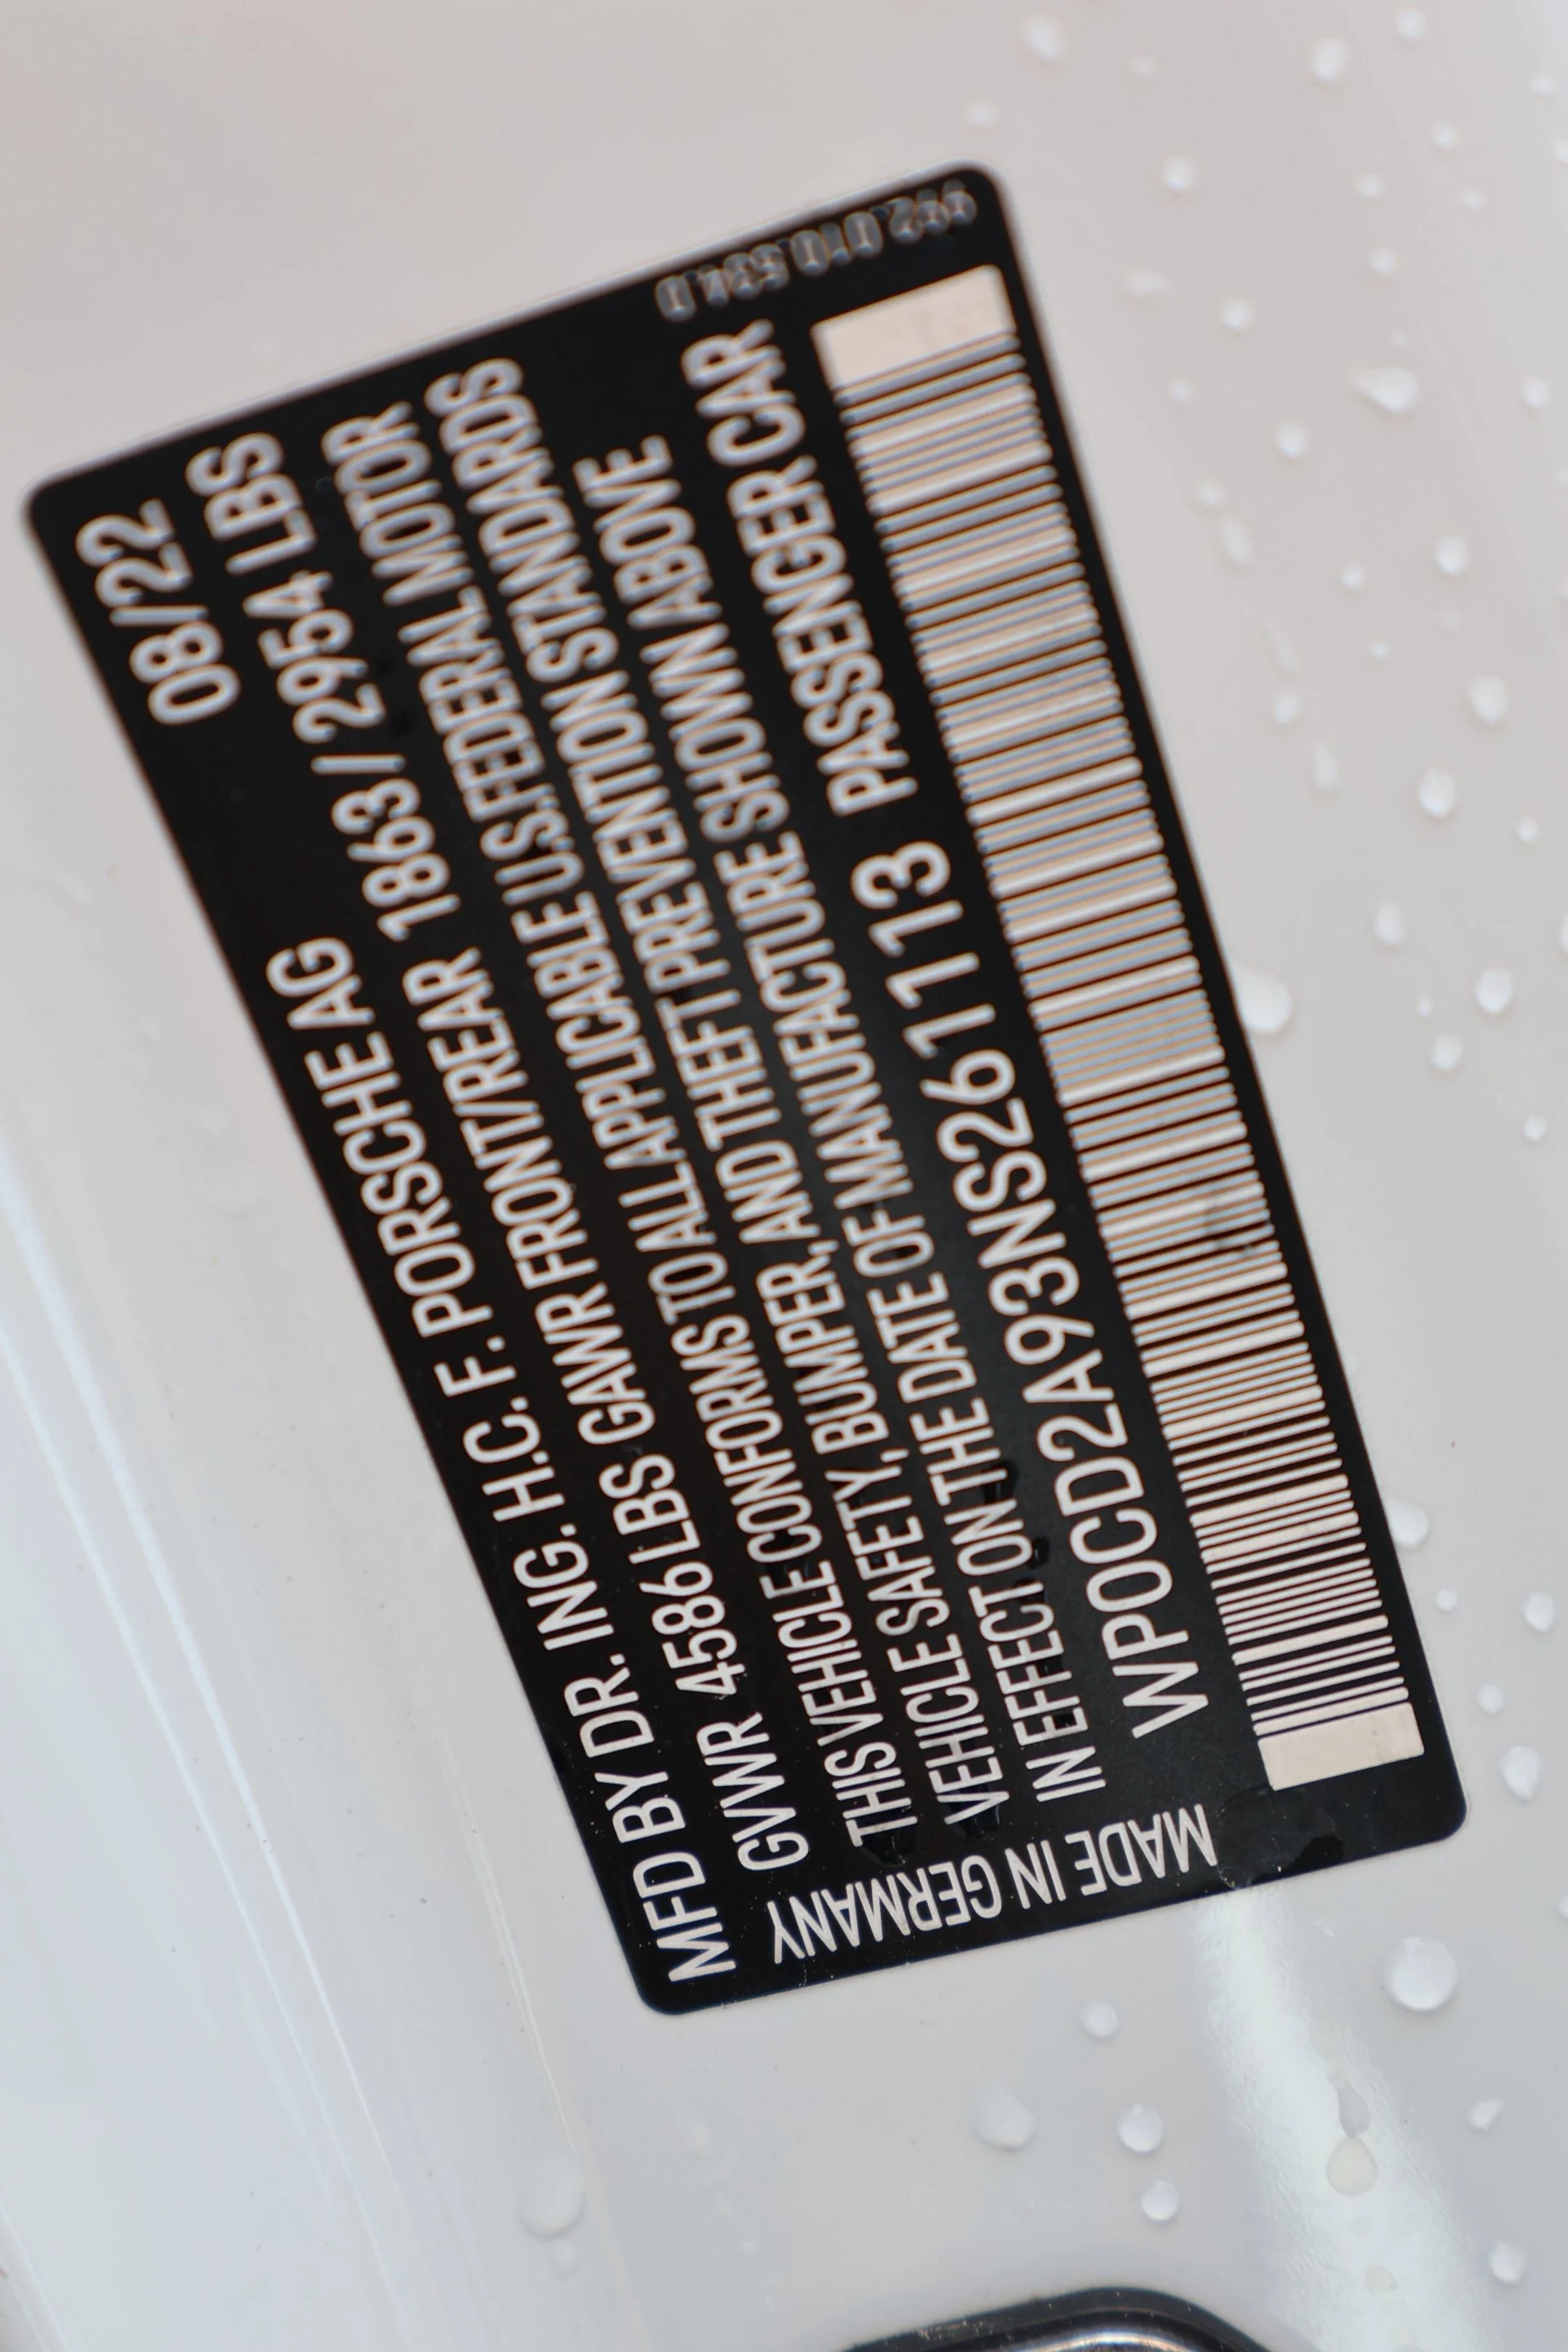 MFD BY DR. ING. H.C. F. PORSCHE AG 08/22
GVWR 4586 LBS GAWR FRONT/REAR 1863 / 2954 LBS
THIS VEHICLE CONFORMS TO ALL APPLICABLE U.S.FEDERAL MOTOR
VEHICLE SAFETY, BUMPER, AND THEFT PREVENTION STANDARDS
IN EFFECT ON THE DATE OF MANUFACTURE SHOWN ABOVE
WP0CD2A93NS261113 PASSENGER CAR
MADE IN GERMANY